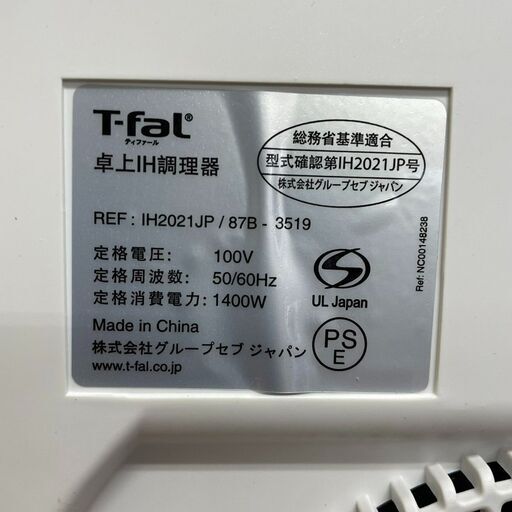 T-fal®
ティファール
卓上IH調理器
総務省基準適合
型式確認第IH2021JP号
株式会社グループセブ ジャパン
REF : IH2021JP / 87B - 3519
定格電圧: 100V
定格周波数: 50/60Hz
定格消費電力: 1400W
Made in China
株式会社グループセブ ジャパン
www.t-fal.co.jp
S
UL Japan
PS
E
Ref: NC00148238